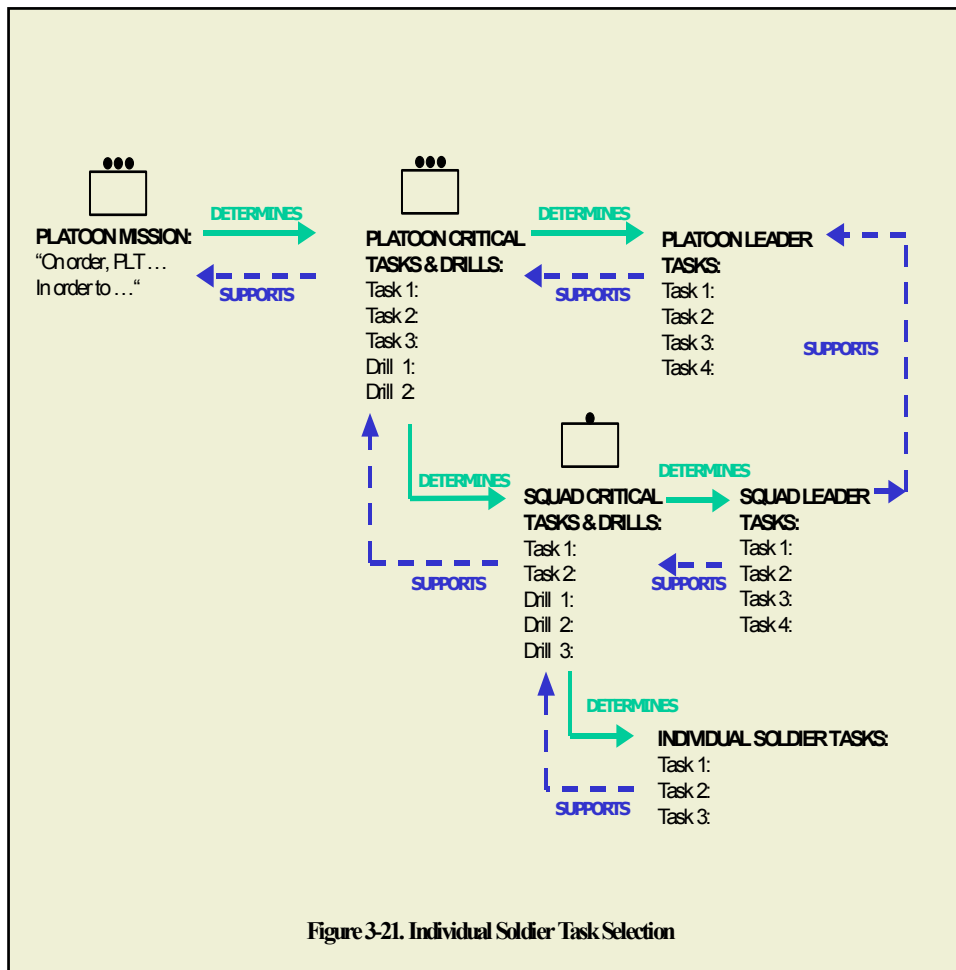 DETERMINES
DETERMINES
PLATOON MISSION:
“On order, PLT …
In order to …“
SUPPORTS
PLATOON CRITICAL
TASKS & DRILLS:
Task 1:
Task 2:
Task 3:
Drill 1:
Drill 2:
SUPPORTS
PLATOON LEADER
TASKS:
Task 1:
Task 2:
Task 3:
Task 4:
SUPPORTS
DETERMINES
DETERMINES
SQUAD CRITICAL
TASKS & DRILLS:
Task 1:
Task 2:
Drill 1:
Drill 2:
Drill 3:
SUPPORTS
SUPPORTS
SQUAD LEADER
TASKS:
Task 1:
Task 2:
Task 3:
Task 4:
DETERMINES
INDIVIDUAL SOLDIER TASKS:
Task 1:
Task 2:
Task 3:
SUPPORTS
Figure 3-21. Individual Soldier Task Selection